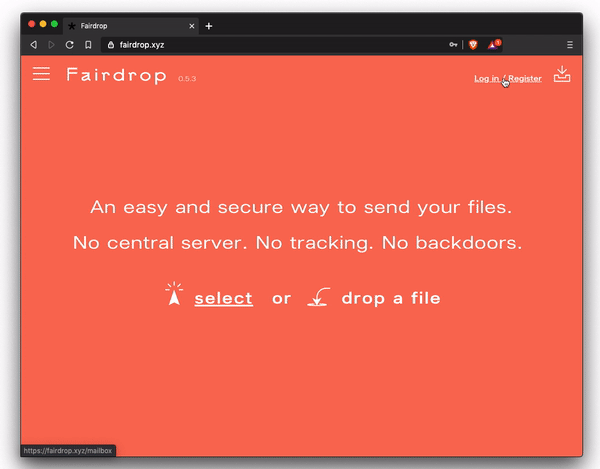 Fairdrop
fairdrop.xyz
1
Fairdrop 0.5.3
Log in / Register
An easy and secure way to send your files.
No central server. No tracking. No backdoors.
select or drop a file
https://fairdrop.xyz/mailbox